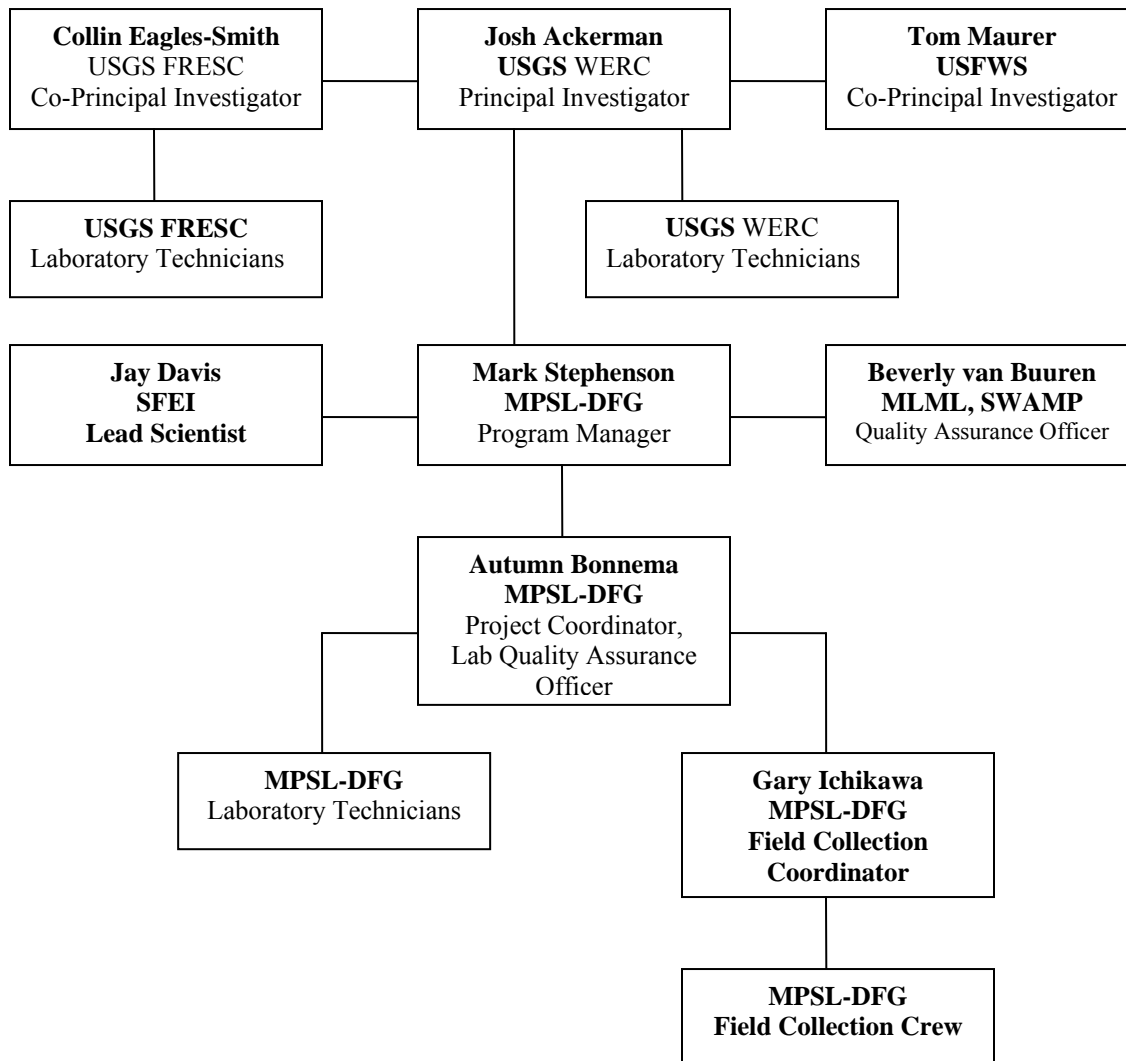 Collin Eagles-Smith
USGS FRESC
Co-Principal Investigator
Josh Ackerman
USGS WERC
Principal Investigator
Tom Maurer
USFWS
Co-Principal Investigator
USGS FRESC
Laboratory Technicians
USGS WERC
Laboratory Technicians
Jay Davis
SFEI
Lead Scientist
Mark Stephenson
MPSL-DFG
Program Manager
Beverly van Buuren
MLML, SWAMP
Quality Assurance Officer
Autumn Bonnema
MPSL-DFG
Project Coordinator,
Lab Quality Assurance
Officer
MPSL-DFG
Laboratory Technicians
Gary Ichikawa
MPSL-DFG
Field Collection
Coordinator
MPSL-DFG
Field Collection Crew